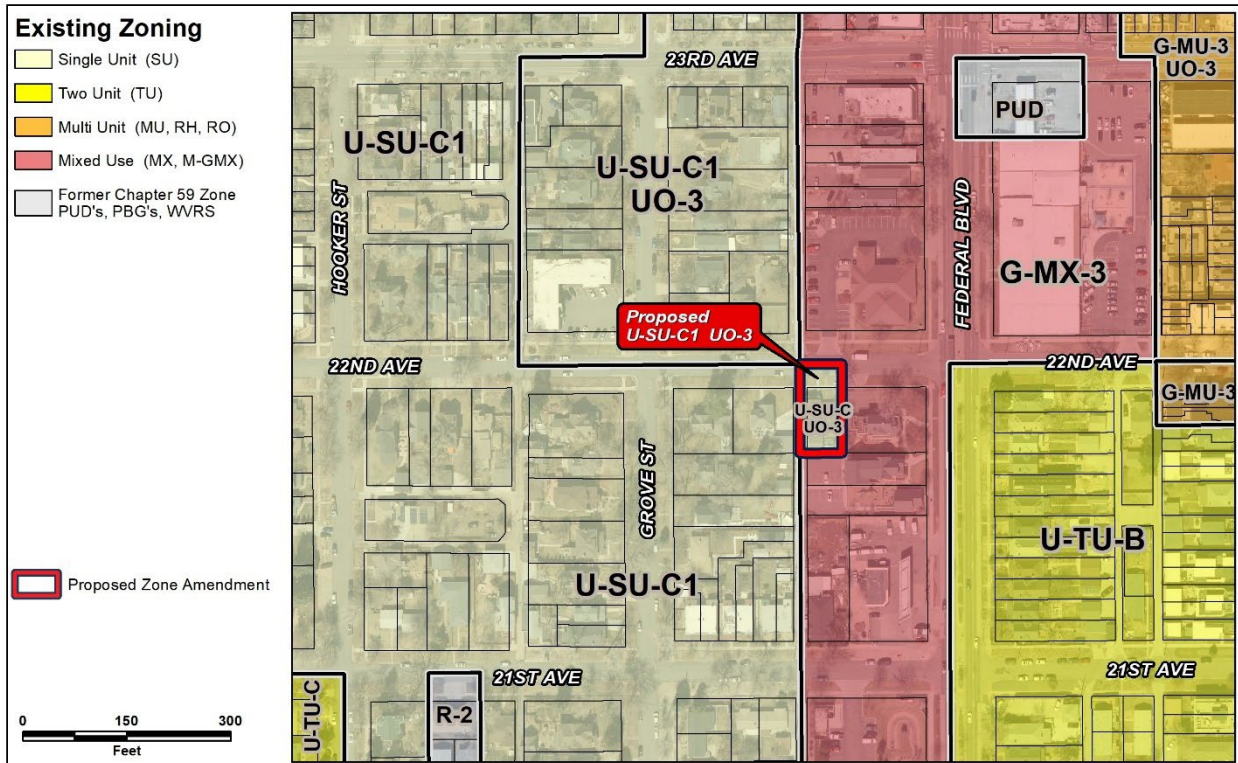 Existing Zoning
Single Unit (SU)
Two Unit (TU)
Multi Unit (MU, RH, RO)
Mixed Use (MX, M-GMX)
Former Chapter 59 Zone
PUD's, PBG's, WVRS
Proposed Zone Amendment
0 150 300
Feet
23RD AVE
G-MU-3
UO-3
PUD
U-SU-C1
U-SU-C1
UO-3
HOOKER ST
FEDERAL BLVD
G-MX-3
Proposed
U-SU-C1 UO-3
22ND AVE
22ND AVE
G-MU-3
U-SU-C
UO-3
GROVE ST
U-TU-B
U-SU-C1
21ST AVE
21ST AVE
U-TU-C
R-2